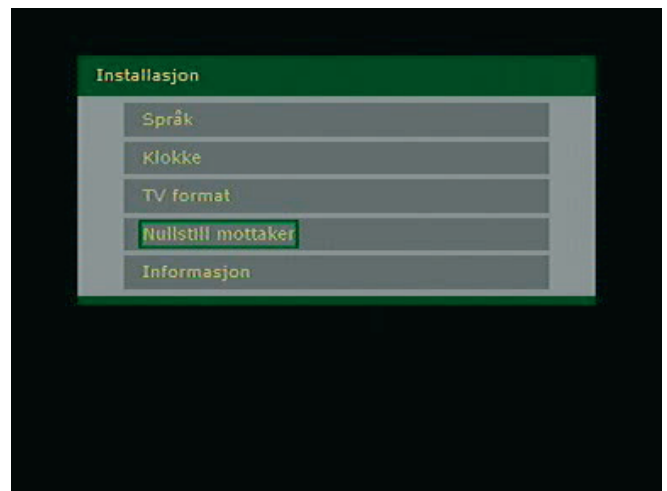 Installasjon
Språk
Klokke
TV format
Nullstill mottaker
Informasjon